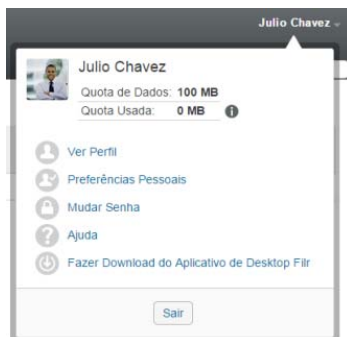 Julio Chavez
Julio Chavez
Quota de Dados: 100 MB
Quota Usada: 0 MB
Ver Perfil
Preferências Pessoais
Mudar Senha
Ajuda
Fazer Download do Aplicativo de Desktop Filr
Sair